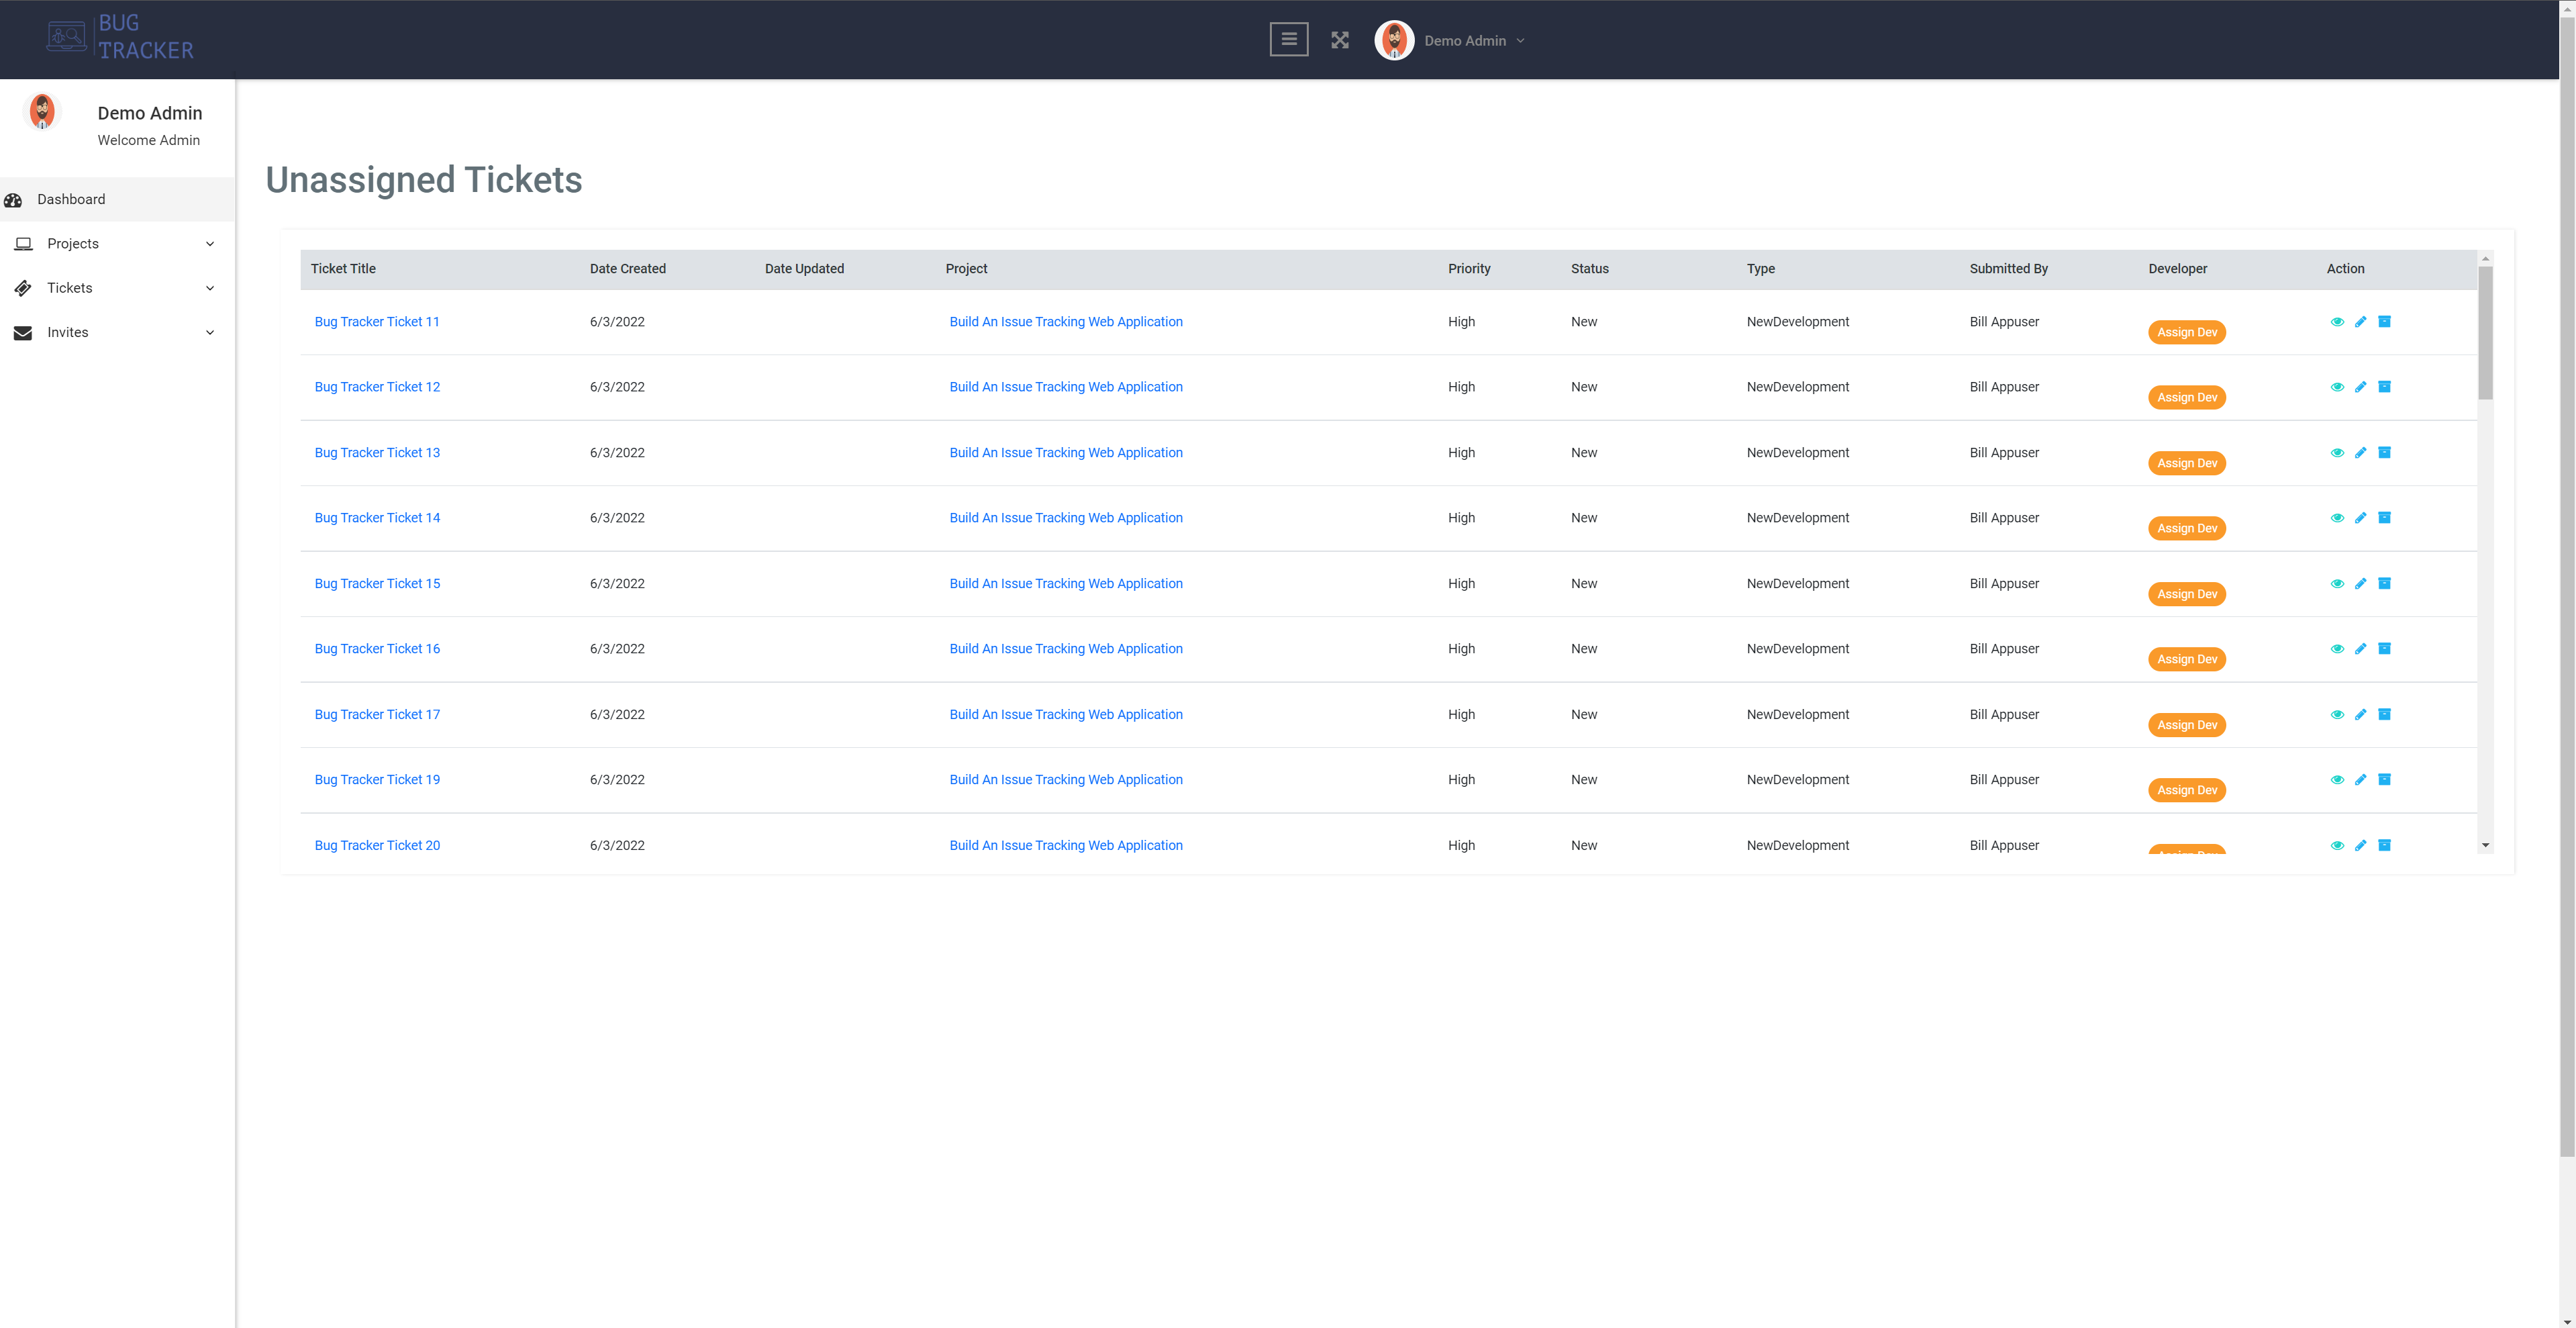 BUG
TRACKER
Demo Admin
Demo Admin
Welcome Admin
Dashboard
Projects
Tickets
Invites
Unassigned Tickets
Ticket Title Date Created Date Updated Project Priority Status Type Submitted By Developer Action
Bug Tracker Ticket 11 6/3/2022 Build An Issue Tracking Web Application High New NewDevelopment Bill Appuser Assign Dev
Bug Tracker Ticket 12 6/3/2022 Build An Issue Tracking Web Application High New NewDevelopment Bill Appuser Assign Dev
Bug Tracker Ticket 13 6/3/2022 Build An Issue Tracking Web Application High New NewDevelopment Bill Appuser Assign Dev
Bug Tracker Ticket 14 6/3/2022 Build An Issue Tracking Web Application High New NewDevelopment Bill Appuser Assign Dev
Bug Tracker Ticket 15 6/3/2022 Build An Issue Tracking Web Application High New NewDevelopment Bill Appuser Assign Dev
Bug Tracker Ticket 16 6/3/2022 Build An Issue Tracking Web Application High New NewDevelopment Bill Appuser Assign Dev
Bug Tracker Ticket 17 6/3/2022 Build An Issue Tracking Web Application High New NewDevelopment Bill Appuser Assign Dev
Bug Tracker Ticket 19 6/3/2022 Build An Issue Tracking Web Application High New NewDevelopment Bill Appuser Assign Dev
Bug Tracker Ticket 20 6/3/2022 Build An Issue Tracking Web Application High New NewDevelopment Bill Appuser